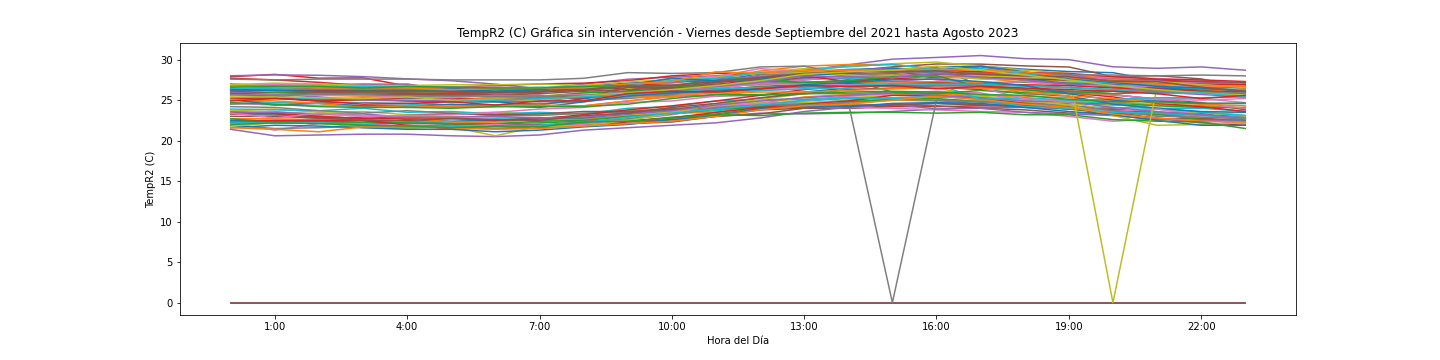 TempR2 (C) Gráfica sin intervención - Viernes desde Septiembre del 2021 hasta Agosto 2023
TempR2 (C)
30
25
20
15
10
5
0
1:00 4:00 7:00 10:00 13:00 16:00 19:00 22:00
Hora del Día